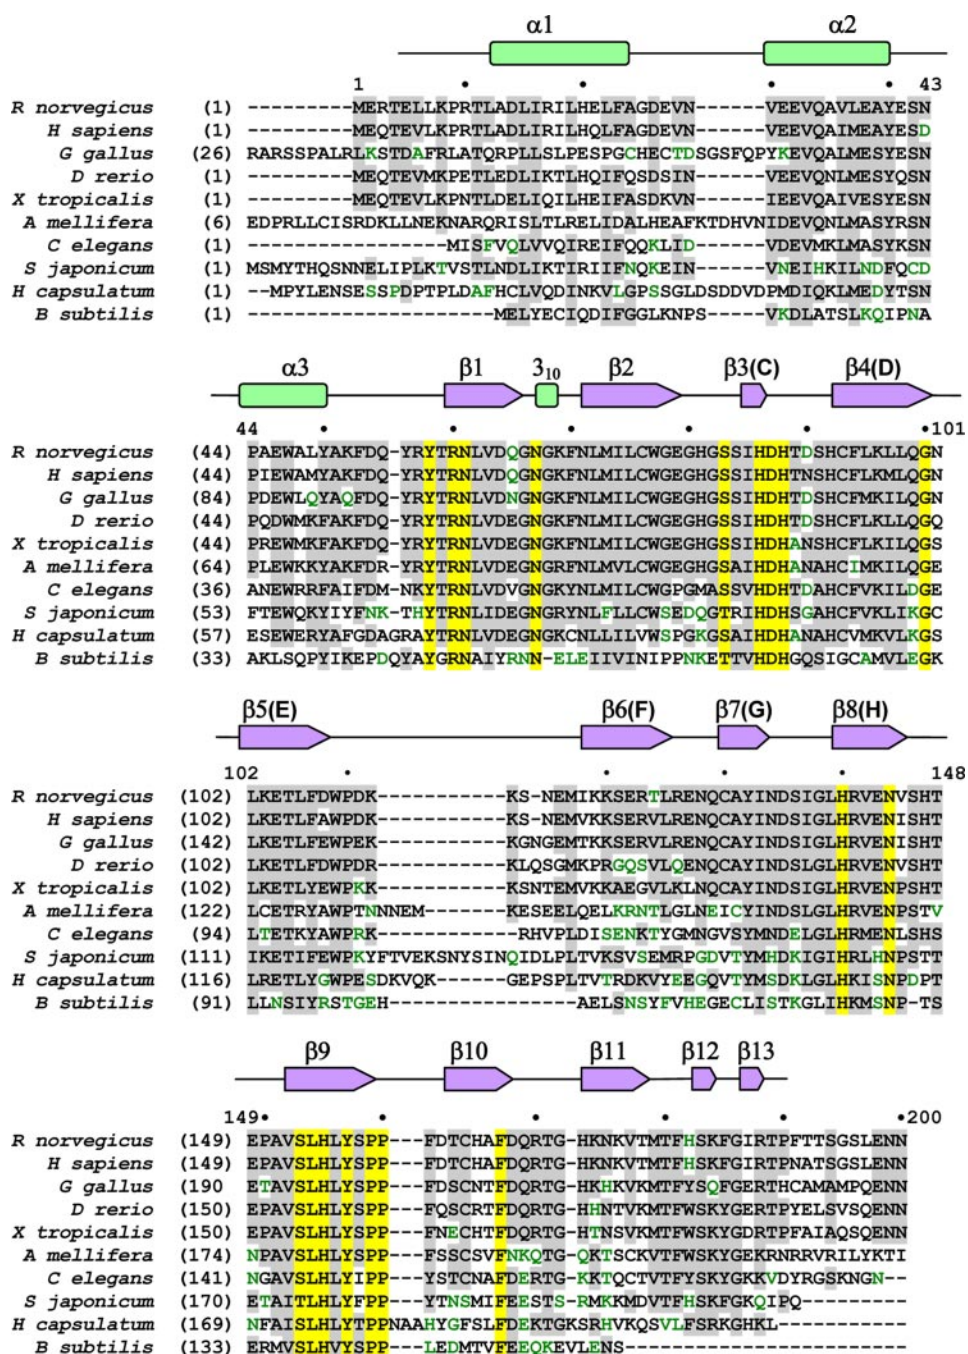 α1 α2
1 • • • • 43
R norvegicus (1) ---------MERTELLKPRTLADLIRILHELFAGDEVN------VEEVQAVLEAYESN
H sapiens (1) ---------MEQTEVLKPRTLADLIRILHQLFAGDEVN------VEEVQAIMEAYESD
G gallus (26) RARSSPALRLKSTDAFRLATQRPLLSLPESPGCHECTDSGSFQPYKEVQALMESYESN
D rerio (1) ---------MEQTEVMKPETLEDLIKTLHQIFQSDSIN------VEEVQNLMESYQSN
X tropicalis (1) ---------MEQTELLKPNTLDELIQILHEIFASDKVN------VEEVQAIVESYESN
A mellifera (6) EDPRLLCISRDKLLNEKNARQRISLTLRELIDALHEAFKTDHVNIDEVQNLMASYRSN
C elegans (1) -----------------MISFVQLVVQIREIFQQKLID------VDEVMKLMASYKSN
S japonicum (1) MSMYTHQSNNELIPLKTVSTLNDLIKTIRIIFNQKEIN------VNEIHKILNDFQCD
H capsulatum (1) --MPYLENSESSPDPTPLDAFHCLVQDINKVLGPSSGLDSDDVDPMDIQKLMEDYTSN
B subtilis (1) ---------------------MELYECIQDIFGGLKNPS-----VKDLATSLKQIPNA
α3 β1 3₁₀ β2 β3(C) β4(D)
44 • • • • • 101
R norvegicus (44) PAEWALYAKFDQ-YRYTRNLVDQGNGKFNLMILCWGEGHGSSIHDHTDSHCFLKLLQGN
H sapiens (44) PIEWAMYAKFDQ-YRYTRNLVDQGNGKFNLMILCWGEGHGSSIHDHTNSHCFLKMLQGN
G gallus (84) PDEWLQYAQFDQ-YRYTRNLVDNGNGKFNLMILCWGEGHGSSIHDHTDSHCFMKILQGN
D rerio (44) PQDWMKFAKFDQ-YRYTRNLVDEGNGKFNLMILCWGEGHGSSIHDHTDSHCFLKLLQGQ
X tropicalis (44) PREWMKFAKFDQ-YRYTRNLVDEGNGKFNLMILCWGEGHGSSIHDHANSHCFLKILQGS
A mellifera (64) PLEWKKYAKFDR-YRYTRNLVDEGNGKFNLMVLCWGEGHGSAIHDHANAHCIMKILQGE
C elegans (36) ANEWRRFAIFDM-NKYTRNLVDVGNGKYNLMILCWGPGMASSVHDHTDAHCFVKILDGE
S japonicum (53) FTEWQKYIYFNK-THYTRNLIDEGNGRYNLFLLCWSEDQGTRIHDHSGAHCFVKLIKGC
H capsulatum (57) ESEWERYAFGDAGRAYTRNLVDEGNGKCNLLILVWSPGKGSAIHDHANAHCVMKVLKGS
B subtilis (33) AKLSQPYIKEPDQYAYGRNAIYRNN-ELEIIVINIPPNKETTVHDHGQSIGCAMVLEGK
β5(E) β6(F) β7(G) β8(H)
102 • • • • 148
R norvegicus (102) LKETLFDWPDK-----------KS-NEMIKKSERTLRENQCAYINDSIGLHRVENVSHT
H sapiens (102) LKETLFAWPDK-----------KS-NEMVKKSERVLRENQCAYINDSIGLHRVENISHT
G gallus (142) LKETLFEWPEK-----------KGNGEMTKKSERVLRENQCAYINDSIGLHRVENISHT
D rerio (102) LKETLFDWPDR-----------KLQSGMKPRGQSVLQENQCAYINDSIGLHRVENVSHT
X tropicalis (102) LKETLYEWPKK-----------KSNTEMVKKAEGVLKLNQCAYINDSIGLHRVENPSHT
A mellifera (122) LCETRYAWPTNNNEM-------KESEELQELKRNTLGLNEICYINDSLGLHRVENPSTV
C elegans (94) LTETKYAWPRK------------RHVPLDISENKTYGMNGVSYMNDELGLHRMENLSHS
S japonicum (111) IKETIFEWPKYFTVEKSNYSINQIDLPLTVKSVSEMRPGDVTYMHDKIGIHRLHNPSTT
H capsulatum (116) LRETLYGWPESDKVQK------GEPSPLTVTRDKVYEEGQVTYMSDKIGLHKISNPDPT
B subtilis (91) LLNSIYRSTGEH----------------AELSNSYFVHEGECLISTKGLIHKMSNP-TS
β9 β10 β11 β12 β13
149 • • • • • •200
R norvegicus (149) EPAVSLHLYSPP---FDTCHAFDQRTG-HKNKVTMTFHSKFGIRTPFTTSGSLENN
H sapiens (149) EPAVSLHLYSPP---FDTCHAFDQRTG-HKNKVTMTFHSKFGIRTPNATSGSLENN
G gallus (190 ETAVSLHLYSPP---FDSCNTFDQRTG-HKHKVKMTFYSQFGERTHCAMAMPQENN
D rerio (150) EPAVSLHLYSPP---FQSCRTFDQRTG-HHNTVKMTFWSKYGERTPYELSVSQENN
X tropicalis (150) EPAVSLHLYSPP---FNECHTFDQRTG-HTNSVKMTFWSKYGDRTPFAIAQSQENN
A mellifera (174) NPAVSLHLYSPP---FSSCSVFNKQTG-QKTSCKVTFWSKYGEKRNRRVRILYKTI
C elegans (141) NGAVSLHLYIPP---YSTCNAFDERTG-KKTQCTVTFYSKYGKKVDYRGSKNGN--
S japonicum (170) ETAITLHLYFPP---YTNSMIFEESTS-RMKKMDVTFHSKFGKQIPQ---------
H capsulatum (169) NFAISLHLYTPPNAAHYGFSLFDEKTGKSRHVKQSVLFSRKGHKL-----------
B subtilis (133) ERMVSLHVYSPP---LEDMTVFEEQKEVLENS------------------------